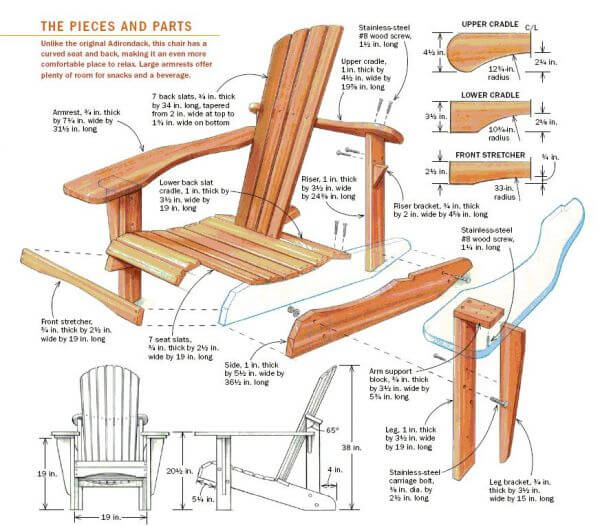 THE PIECES AND PARTS
Unlike the original Adirondack, this chair has a
curved seat and back, making it an even more
comfortable place to relax. Large armrests offer
plenty of room for snacks and a beverage.
7 back slats, ¾ in. thick
by 34 in. long, tapered
from 2 in. wide at top to
1¾ in. wide on bottom
Stainless-steel
#8 wood screw,
1½ in. long
Upper cradle,
1 in. thick by
4½ in. wide by
19⅝ in. long
UPPER CRADLE
C/L
4½ in.
2¼ in.
12¾-in.
radius
LOWER CRADLE
3½ in.
2⅛ in.
10¾-in.
radius
FRONT STRETCHER
¾ in.
2½ in.
33-in.
radius
Armrest, ¾ in. thick
by 7¼ in. wide by
31½ in. long
Lower back slat
cradle, 1 in. thick by
3½ in. wide by
19 in. long
Riser, 1 in. thick
by 3½ in. wide
by 24¾ in. long
Riser bracket, ¾ in. thick
by 2 in. wide by 4⅝ in. long
Stainless-steel
#8 wood screw,
1¼ in. long
Front stretcher,
¾ in. thick by 2½ in.
wide by 19 in. long
7 seat slats,
¾ in. thick by 2½ in.
wide by 19 in. long
Side, 1 in. thick by
5½ in. wide by
36½ in. long
Arm support
block, ¾ in. thick
by 3½ in. wide by
5¾ in. long
Leg, 1 in. thick
by 3½ in. wide
by 19 in. long
Stainless-steel
carriage bolt,
⅜ in. dia. by
2½ in. long
Leg bracket, ¾ in.
thick by 3½ in.
wide by 15 in. long
19 in.
19 in.
20½ in.
5¼ in.
65°
38 in.
4 in.